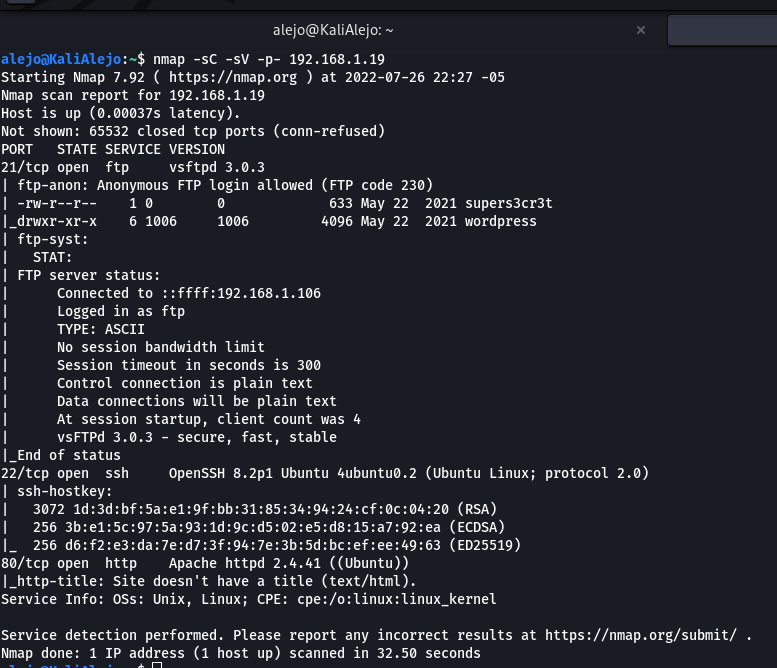 alejo@KaliAlejo: ~
alejo@KaliAlejo:~$ nmap -sC -sV -p- 192.168.1.19
Starting Nmap 7.92 ( https://nmap.org ) at 2022-07-26 22:27 -05
Nmap scan report for 192.168.1.19
Host is up (0.00037s latency).
Not shown: 65532 closed tcp ports (conn-refused)
PORT   STATE SERVICE VERSION
21/tcp open  ftp     vsftpd 3.0.3
| ftp-anon: Anonymous FTP login allowed (FTP code 230)
| -rw-r--r--    1 0        0             633 May 22  2021 supers3cr3t
|_drwxr-xr-x    6 1006     1006         4096 May 22  2021 wordpress
| ftp-syst:
|   STAT:
| FTP server status:
|      Connected to ::ffff:192.168.1.106
|      Logged in as ftp
|      TYPE: ASCII
|      No session bandwidth limit
|      Session timeout in seconds is 300
|      Control connection is plain text
|      Data connections will be plain text
|      At session startup, client count was 4
|      vsFTPd 3.0.3 - secure, fast, stable
|_End of status
22/tcp open  ssh     OpenSSH 8.2p1 Ubuntu 4ubuntu0.2 (Ubuntu Linux; protocol 2.0)
| ssh-hostkey:
|   3072 1d:3d:bf:5a:e1:9f:bb:31:85:34:94:24:cf:0c:04:20 (RSA)
|   256 3b:e1:5c:97:5a:93:1d:9c:d5:02:e5:d8:15:a7:92:ea (ECDSA)
|_  256 d6:f2:e3:da:7e:d7:3f:94:7e:3b:5d:bc:ef:ee:49:63 (ED25519)
80/tcp open  http    Apache httpd 2.4.41 ((Ubuntu))
|_http-title: Site doesn't have a title (text/html).
Service Info: OSs: Unix, Linux; CPE: cpe:/o:linux:linux_kernel

Service detection performed. Please report any incorrect results at https://nmap.org/submit/ .
Nmap done: 1 IP address (1 host up) scanned in 32.50 seconds